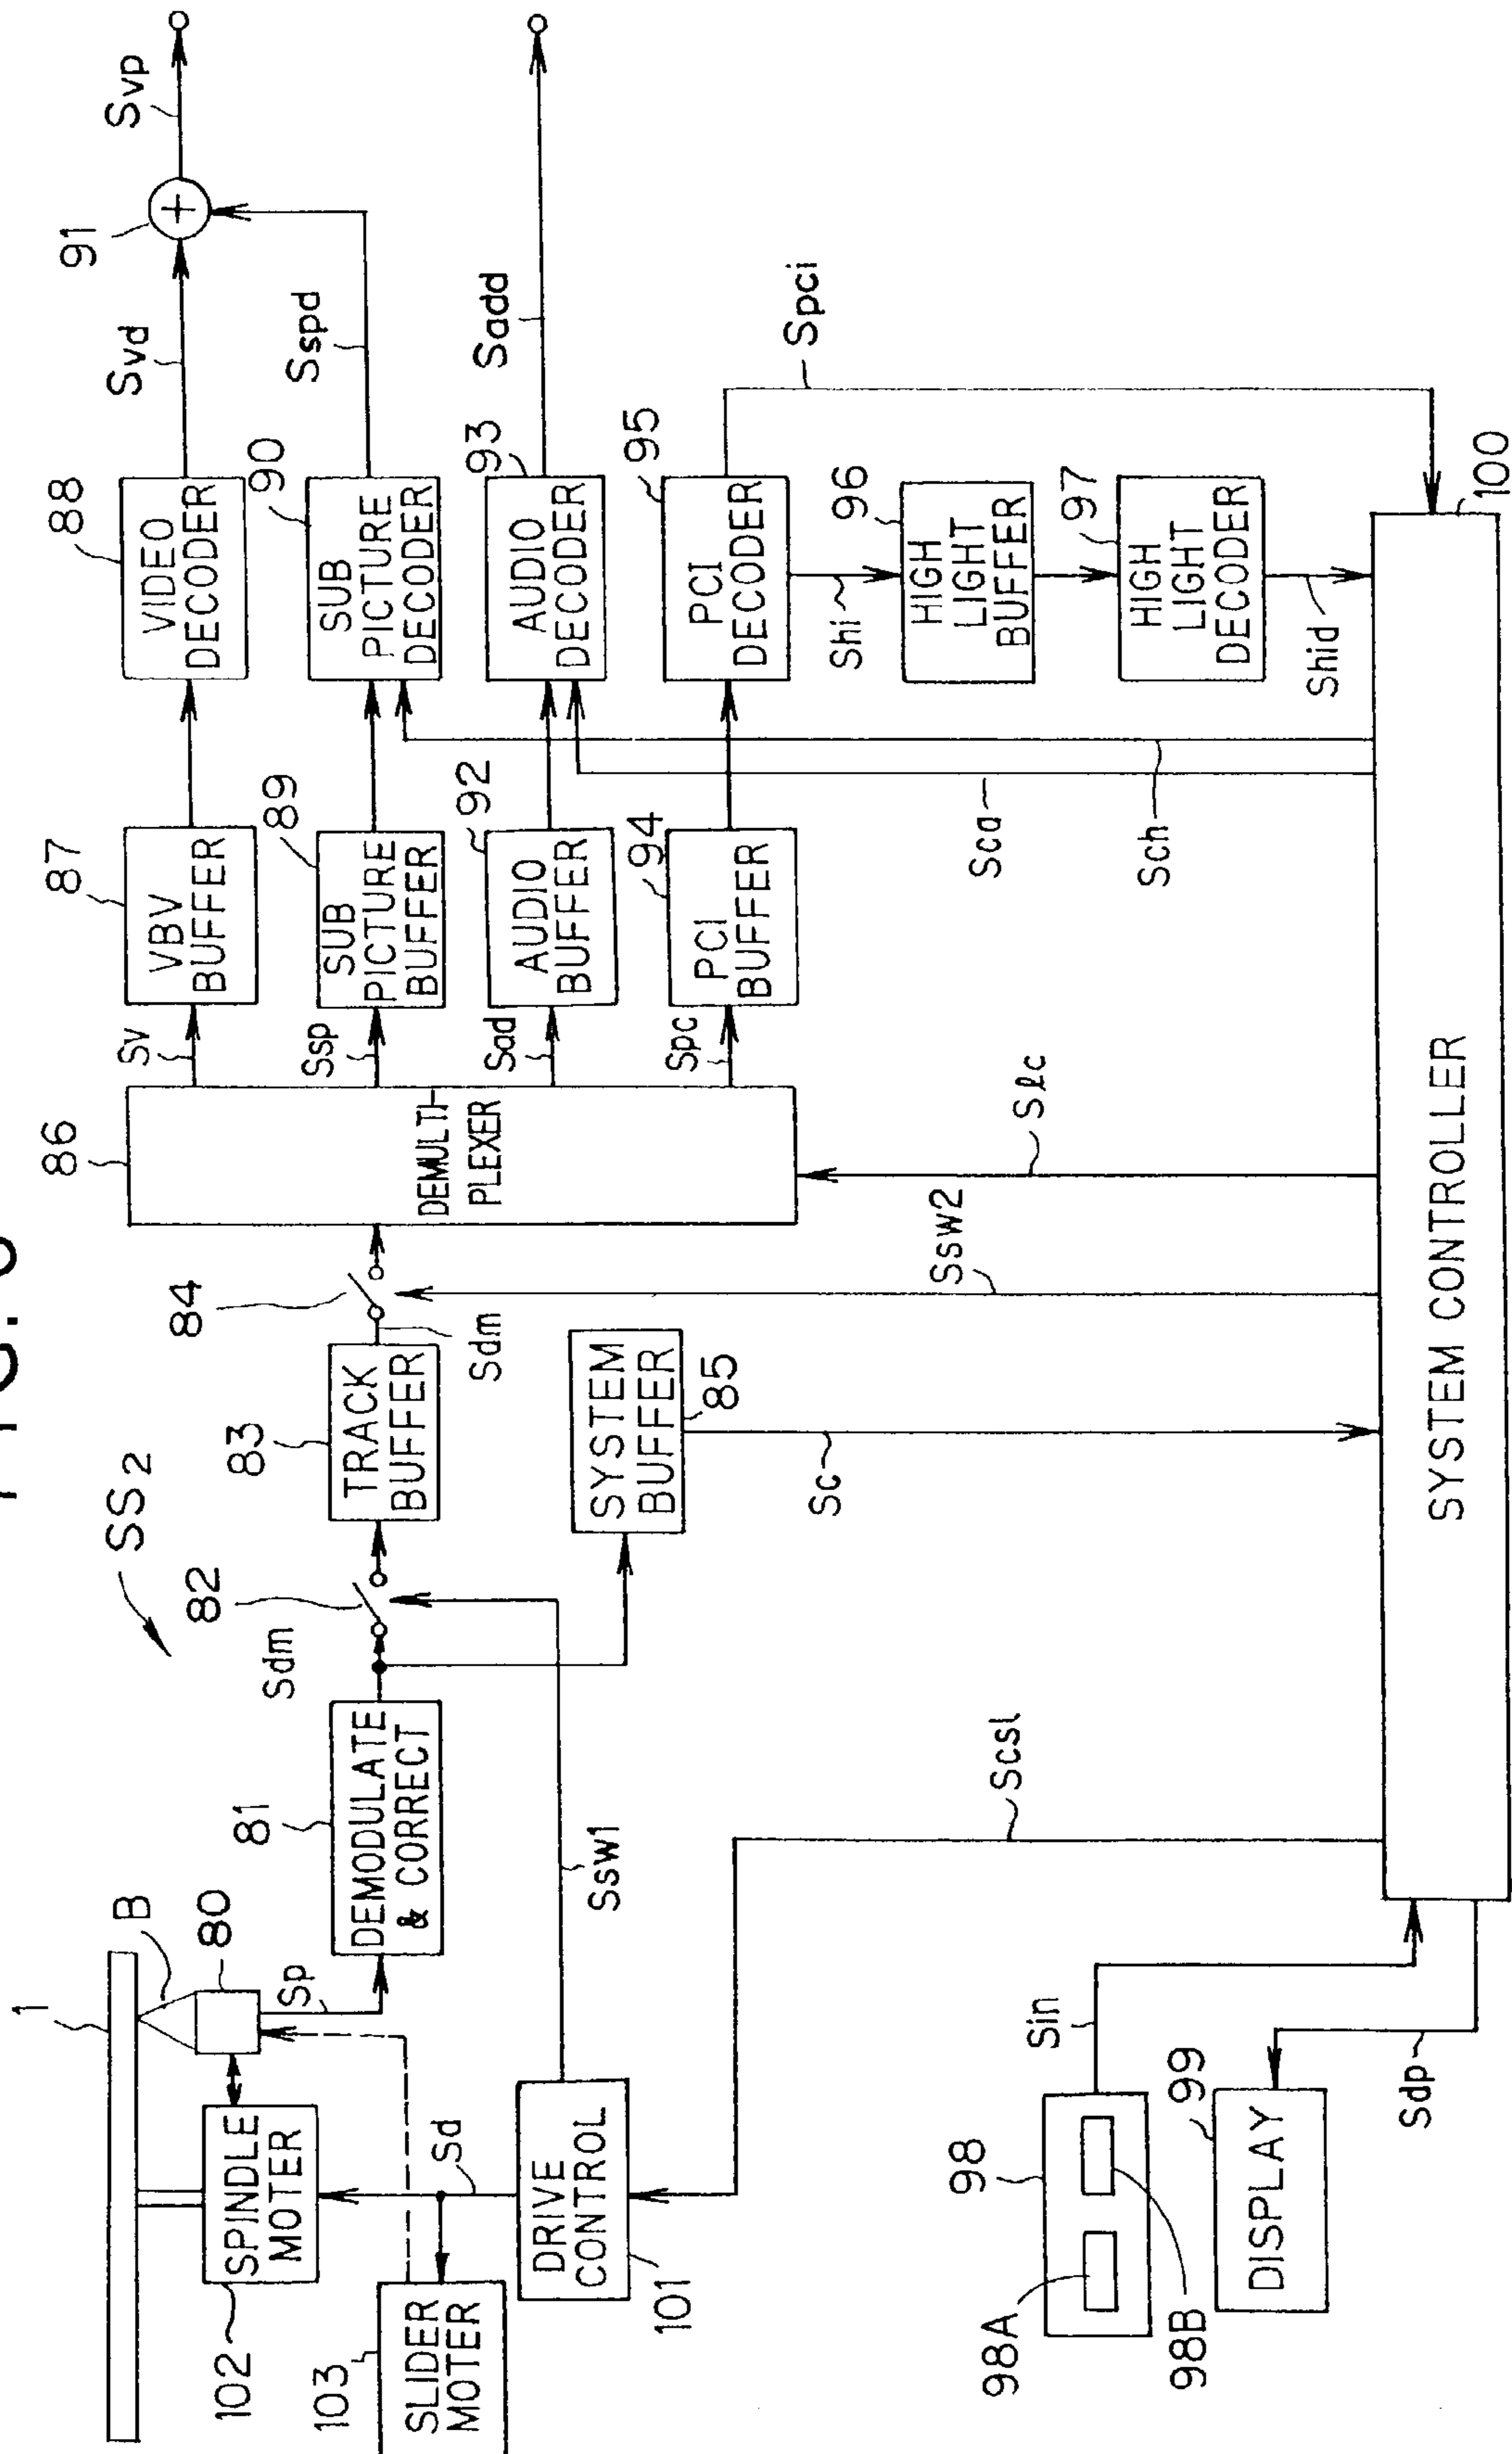 SS2
1
B
80
Sp
102
SPINDLE
MOTER
103
SLIDER
MOTER
Sd
DRIVE
CONTROL
101
81
DEMODULATE
& CORRECT
Sdm
82
Ssw1
83
TRACK
BUFFER
84
Sdm
SYSTEM
BUFFER
85
86
DEMULTI-
PLEXER
Sv
87
VBV
BUFFER
88
VIDEO
DECODER
Svd
91
+
Svp
Ssp
89
SUB
PICTURE
BUFFER
90
SUB
PICTURE
DECODER
Sspd
Sad
92
AUDIO
BUFFER
93
AUDIO
DECODER
Sadd
Spc
94
PCI
BUFFER
95
PCI
DECODER
Spci
Shi
96
HIGH
LIGHT
BUFFER
97
HIGH
LIGHT
DECODER
Shid
Sc
Ssw2
Slc
Sca
Sch
Scsl
98
98A
98B
Sin
99
DISPLAY
Sdp
SYSTEM CONTROLLER
100